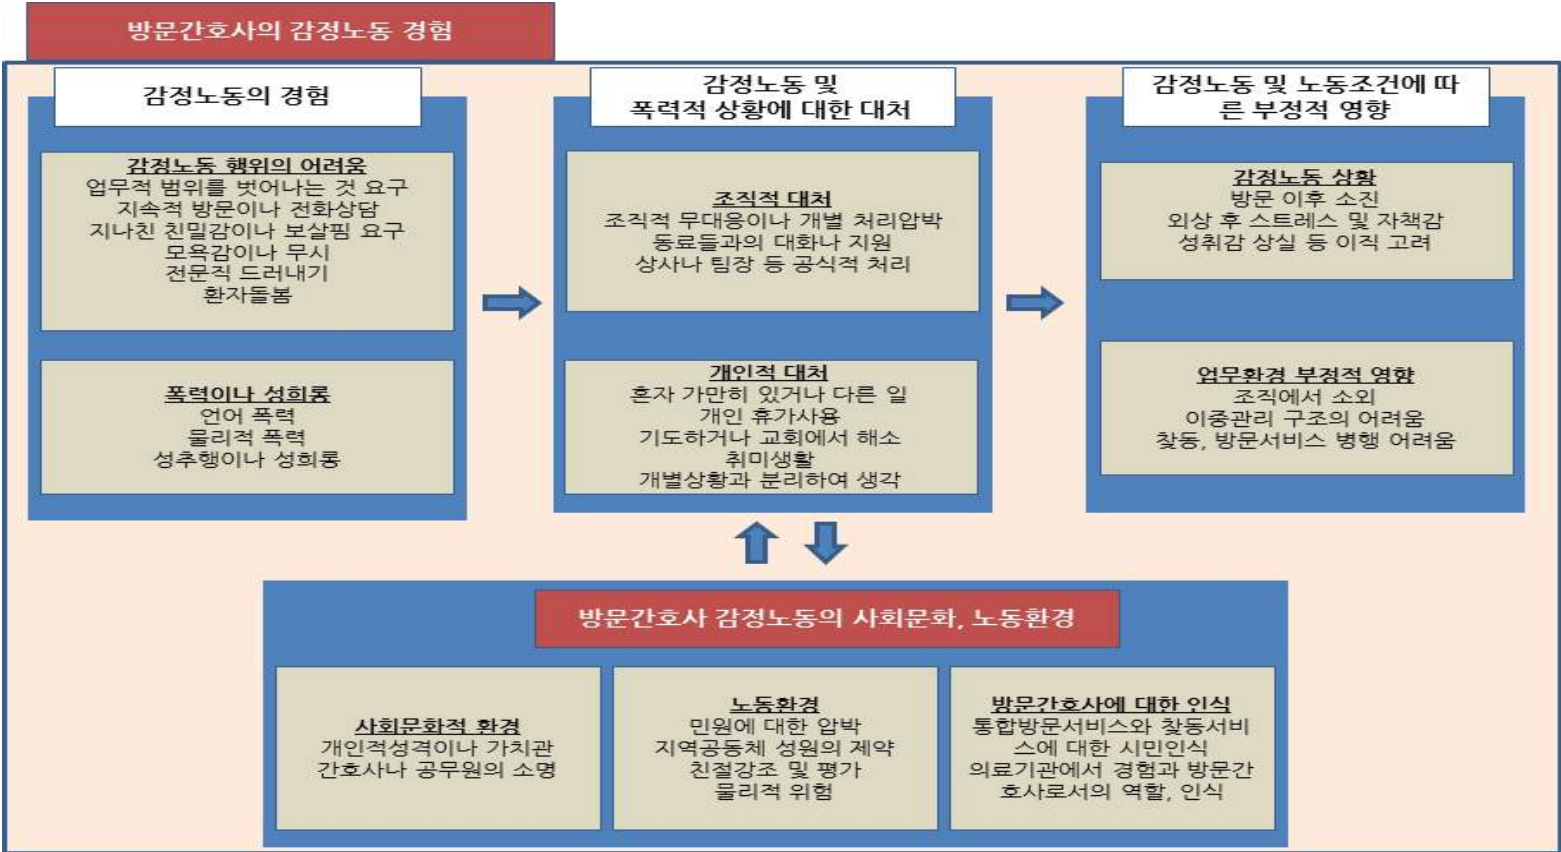 방문간호사의 감정노동 경험
감정노동의 경험
감정노동 행위의 어려움
업무적 범위를 벗어나는 것 요구
지속적 방문이나 전화상담
지나친 친밀감이나 보살핌 요구
모욕감이나 무시
전문직 드러내기
환자돌봄
폭력이나 성희롱
언어 폭력
물리적 폭력
성추행이나 성희롱
감정노동 및
폭력적 상황에 대한 대처
조직적 대처
조직적 무대응이나 개별 처리압박
동료들과의 대화나 지원
상사나 팀장 등 공식적 처리
개인적 대처
혼자 가만히 있거나 다른 일
개인 휴가사용
기도하거나 교회에서 해소
취미생활
개별상황과 분리하여 생각
감정노동 및 노동조건에 따
른 부정적 영향
감정노동 상황
방문 이후 소진
외상 후 스트레스 및 자책감
성취감 상실 등 이직 고려
업무환경 부정적 영향
조직에서 소외
이중관리 구조의 어려움
찾동, 방문서비스 병행 어려움
방문간호사 감정노동의 사회문화, 노동환경
사회문화적 환경
개인적성격이나 가치관
간호사나 공무원의 소명
노동환경
민원에 대한 압박
지역공동체 성원의 제약
친절강조 및 평가
물리적 위험
방문간호사에 대한 인식
통합방문서비스와 찾동서비
스에 대한 시민인식
의료기관에서 경험과 방문간
호사로서의 역할, 인식